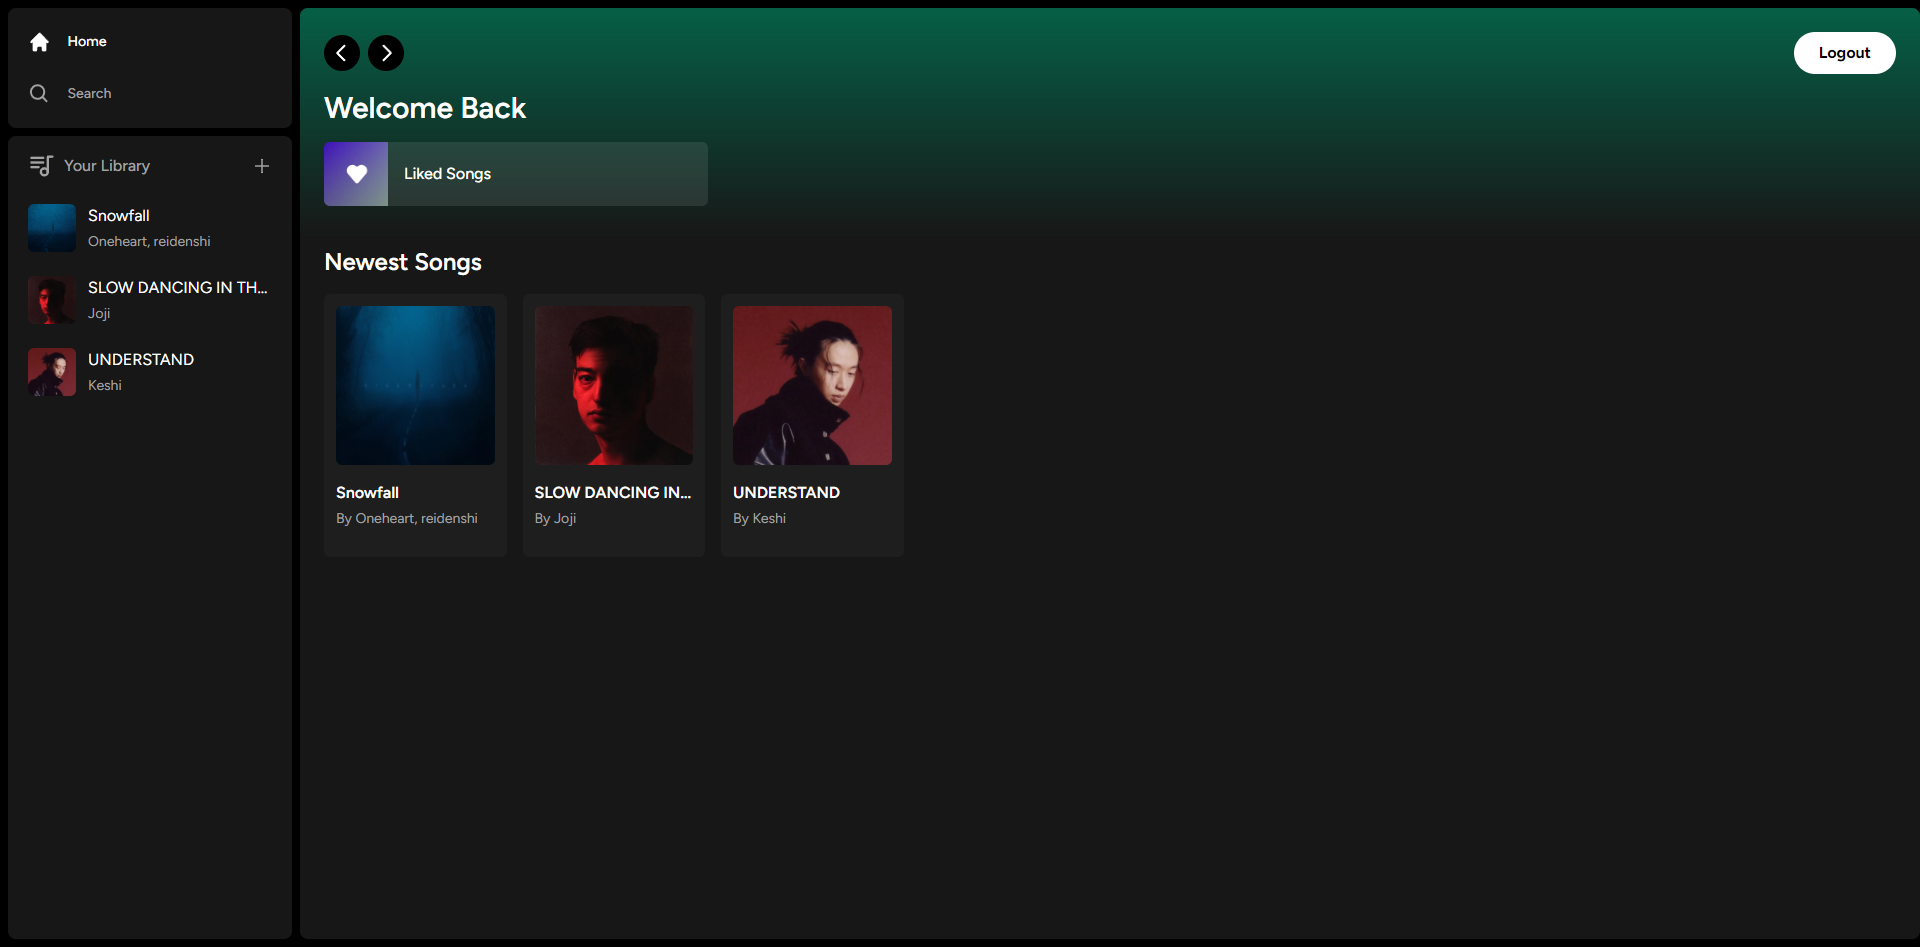 Home
Search
Your Library
Snowfall
Oneheart, reidenshi
SLOW DANCING IN TH...
Joji
UNDERSTAND
Keshi
Logout
Welcome Back
Liked Songs
Newest Songs
Snowfall
By Oneheart, reidenshi
SLOW DANCING IN...
By Joji
UNDERSTAND
By Keshi